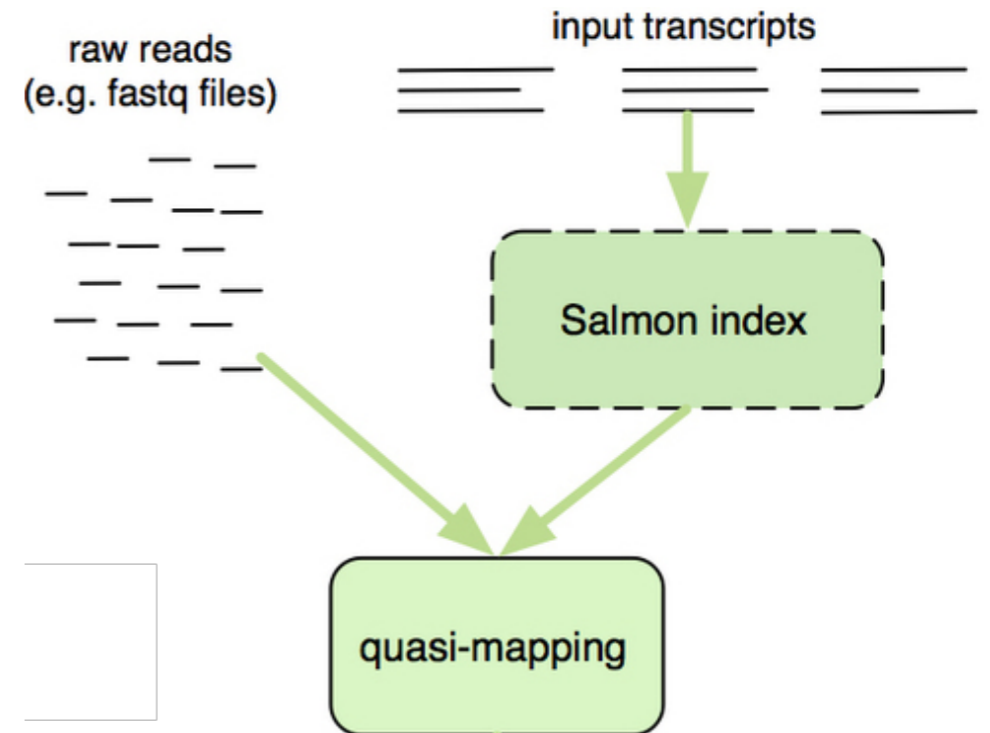 raw reads
(e.g. fastq files)
input transcripts
Salmon index
quasi-mapping